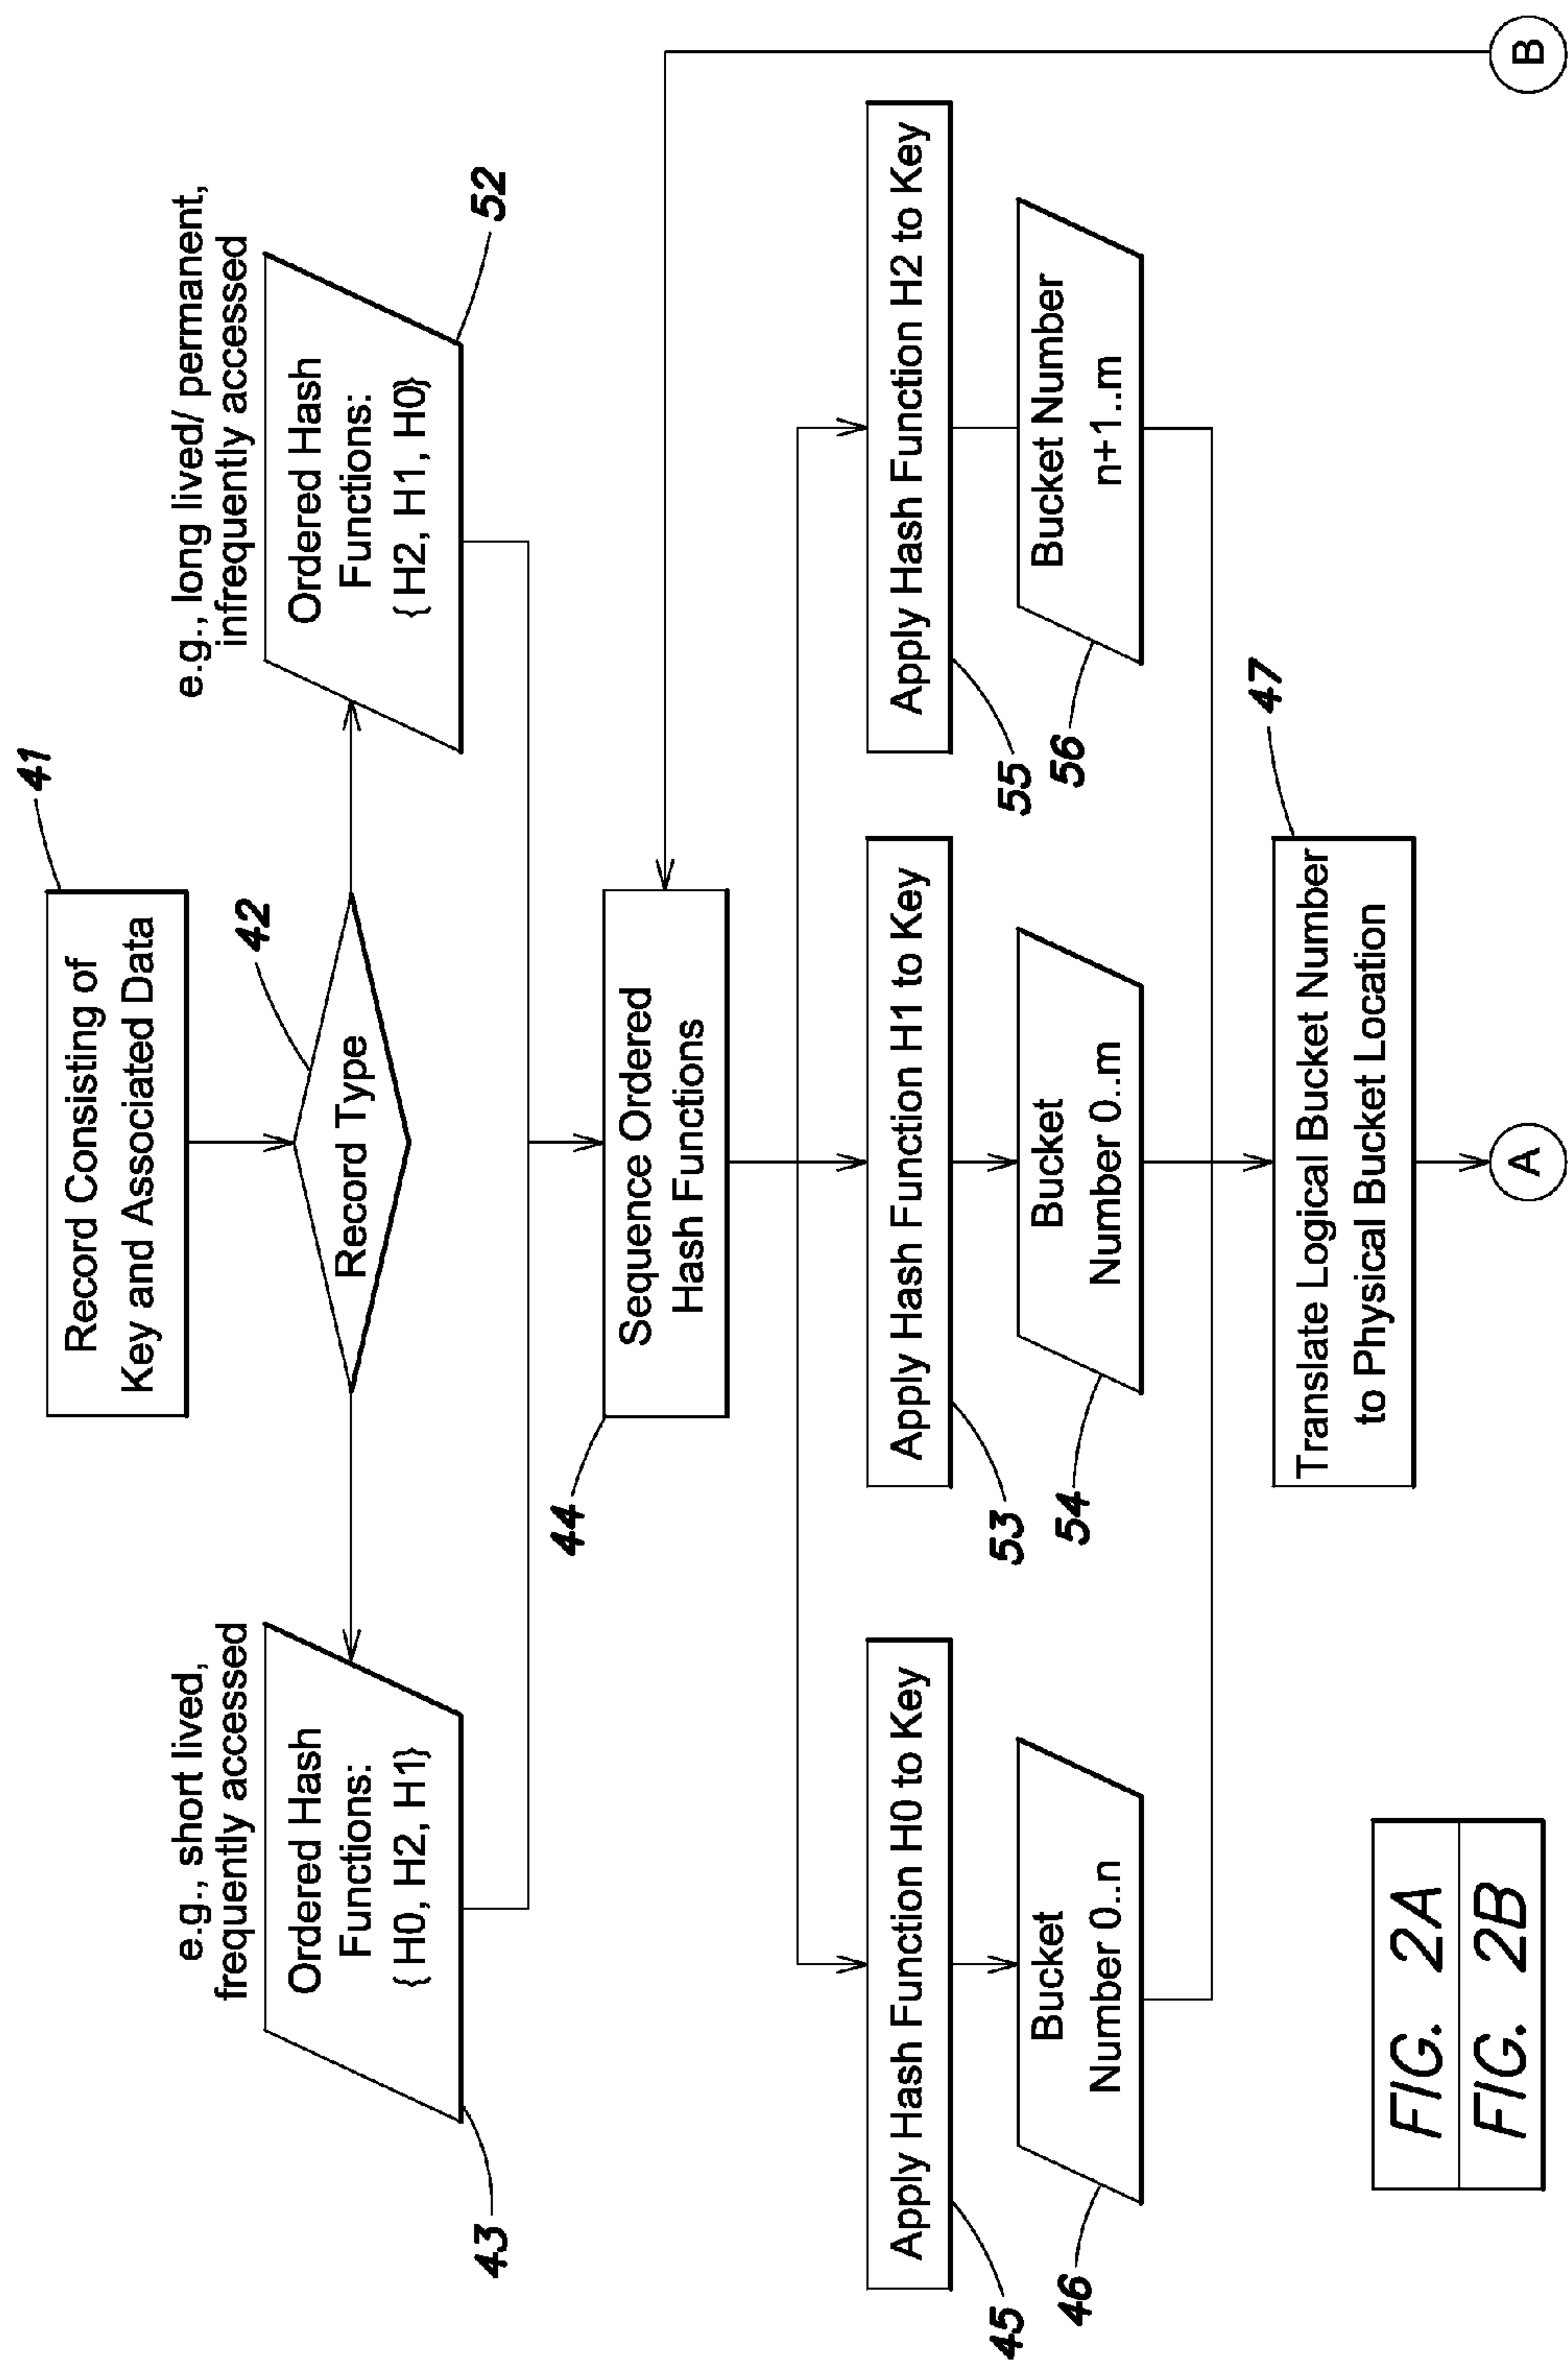 41
Record Consisting of
Key and Associated Data
42
Record Type
e.g., short lived,
frequently accessed
Ordered Hash
Functions:
{ H0, H2, H1}
43
e.g., long lived/ permanent,
infrequently accessed
Ordered Hash
Functions:
{ H2, H1, H0}
52
44
Sequence Ordered
Hash Functions
Apply Hash Function H0 to Key
45
Bucket
Number 0..n
46
Apply Hash Function H1 to Key
53
Bucket
Number 0..m
54
Apply Hash Function H2 to Key
55
Bucket Number
n+1..m
56
47
Translate Logical Bucket Number
to Physical Bucket Location
A
B
FIG. 2A
FIG. 2B